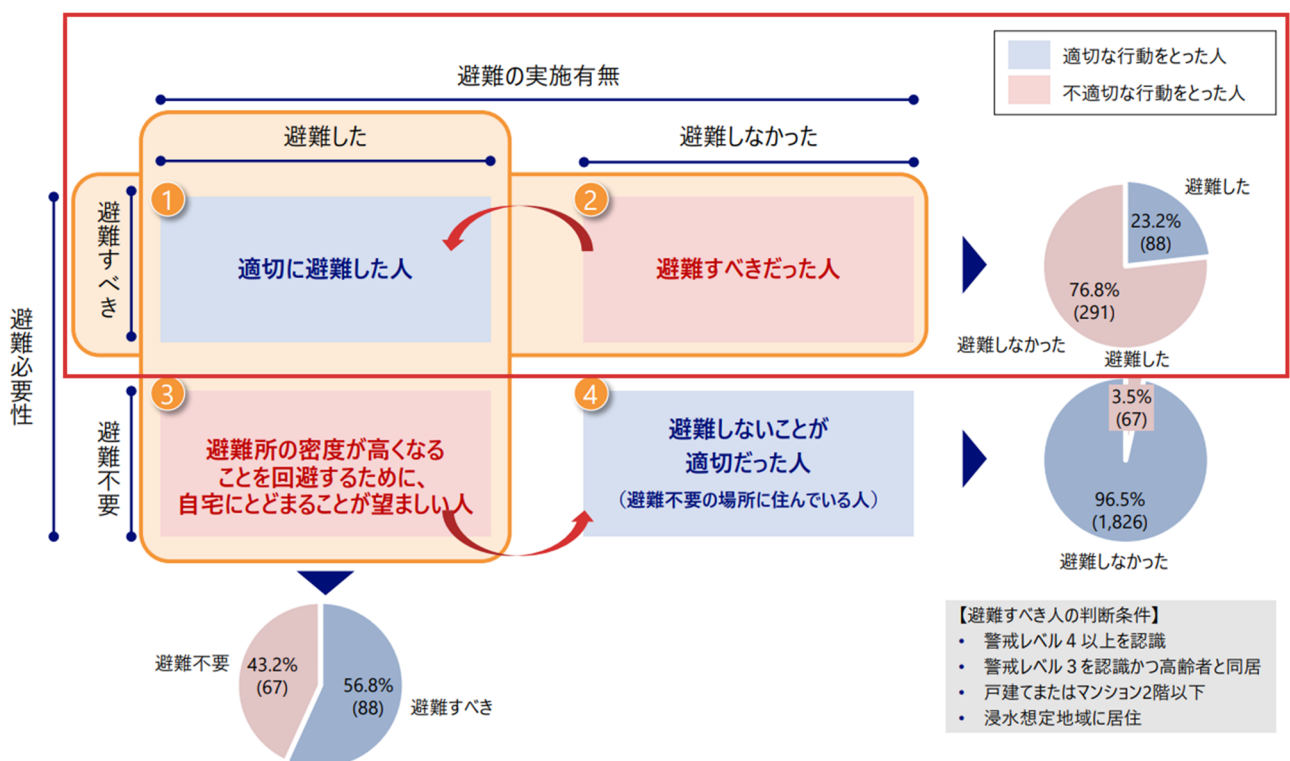 適切な行動をとった人
不適切な行動をとった人
避難の実施有無
避難した
避難しなかった
避難必要性
避難すべき
①
適切に避難した人
②
避難すべきだった人
避難した
23.2%
(88)
76.8%
(291)
避難しなかった
避難不要
③
避難所の密度が高くなる
ことを回避するために、
自宅にとどまることが望ましい人
④
避難しないことが
適切だった人
（避難不要の場所に住んでいる人）
避難した
3.5%
(67)
96.5%
(1,826)
避難しなかった
避難不要
43.2%
(67)
56.8%
(88)
避難すべき
【避難すべき人の判断条件】
• 警戒レベル４以上を認識
• 警戒レベル３を認識かつ高齢者と同居
• 戸建てまたはマンション2階以下
• 浸水想定地域に居住